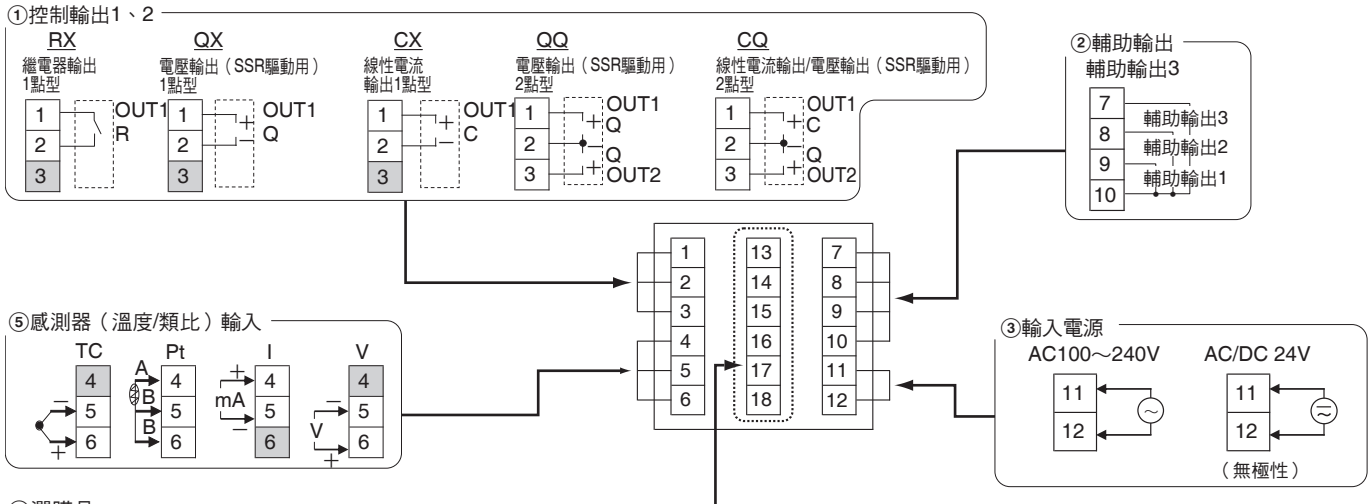 ①控制輸出1、2
RX
繼電器輸出
1點型
1
2
3
OUT1
R
QX
電壓輸出（SSR驅動用）
1點型
1
2
3
+
−
OUT1
Q
CX
線性電流
輸出1點型
1
2
3
+
−
OUT1
C
QQ
電壓輸出（SSR驅動用）
2點型
1
2
3
OUT1
+
Q
−
Q
+
OUT2
CQ
線性電流輸出/電壓輸出（SSR驅動用）
2點型
1
2
3
OUT1
+
C
−
Q
+
OUT2
②輔助輸出
輔助輸出3
7
8
9
10
輔助輸出3
輔助輸出2
輔助輸出1
1
2
3
4
5
6
13
14
15
16
17
18
7
8
9
10
11
12
⑤感測器（溫度/類比）輸入
TC
4
5
6
−
+
Pt
A
B
B
4
5
6
I
+
mA
−
4
5
6
V
−
V
+
4
5
6
③輸入電源
AC100～240V
11
12
～
AC/DC 24V
11
12
（無極性）